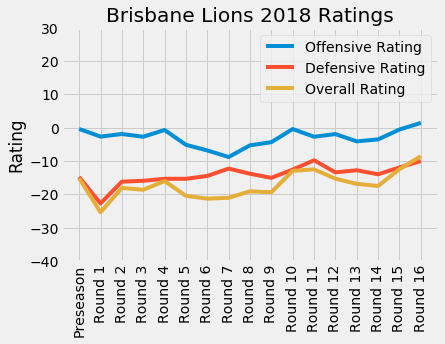 Brisbane Lions 2018 Ratings
Offensive Rating
Defensive Rating
Overall Rating
Rating
30
20
10
0
−10
−20
−30
−40
Preseason
Round 1
Round 2
Round 3
Round 4
Round 5
Round 6
Round 7
Round 8
Round 9
Round 10
Round 11
Round 12
Round 13
Round 14
Round 15
Round 16